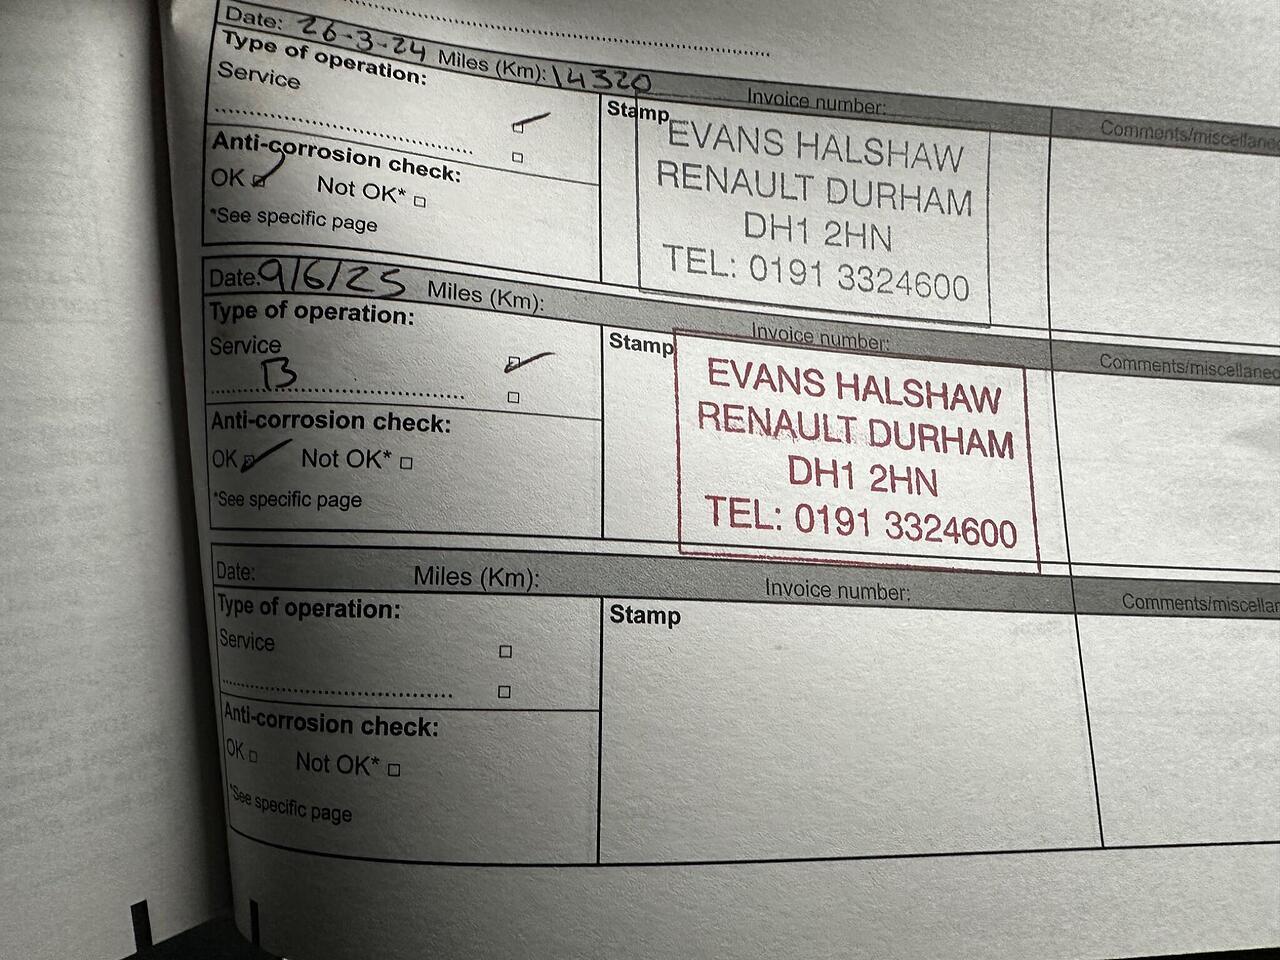 Date: 26-3-24 Miles (Km): 14320 Invoice number: Comments/miscellaneo
Type of operation:
Service
Stamp
EVANS HALSHAW
RENAULT DURHAM
DH1 2HN
TEL: 0191 3324600
Anti-corrosion check:
OK Not OK*
*See specific page
Date: 9/6/25 Miles (Km): Invoice number: Comments/miscellaneo
Type of operation:
Service
B
Stamp
EVANS HALSHAW
RENAULT DURHAM
DH1 2HN
TEL: 0191 3324600
Anti-corrosion check:
OK Not OK*
*See specific page
Date: Miles (Km): Invoice number: Comments/miscellan
Type of operation:
Service
Stamp
Anti-corrosion check:
OK Not OK*
*See specific page